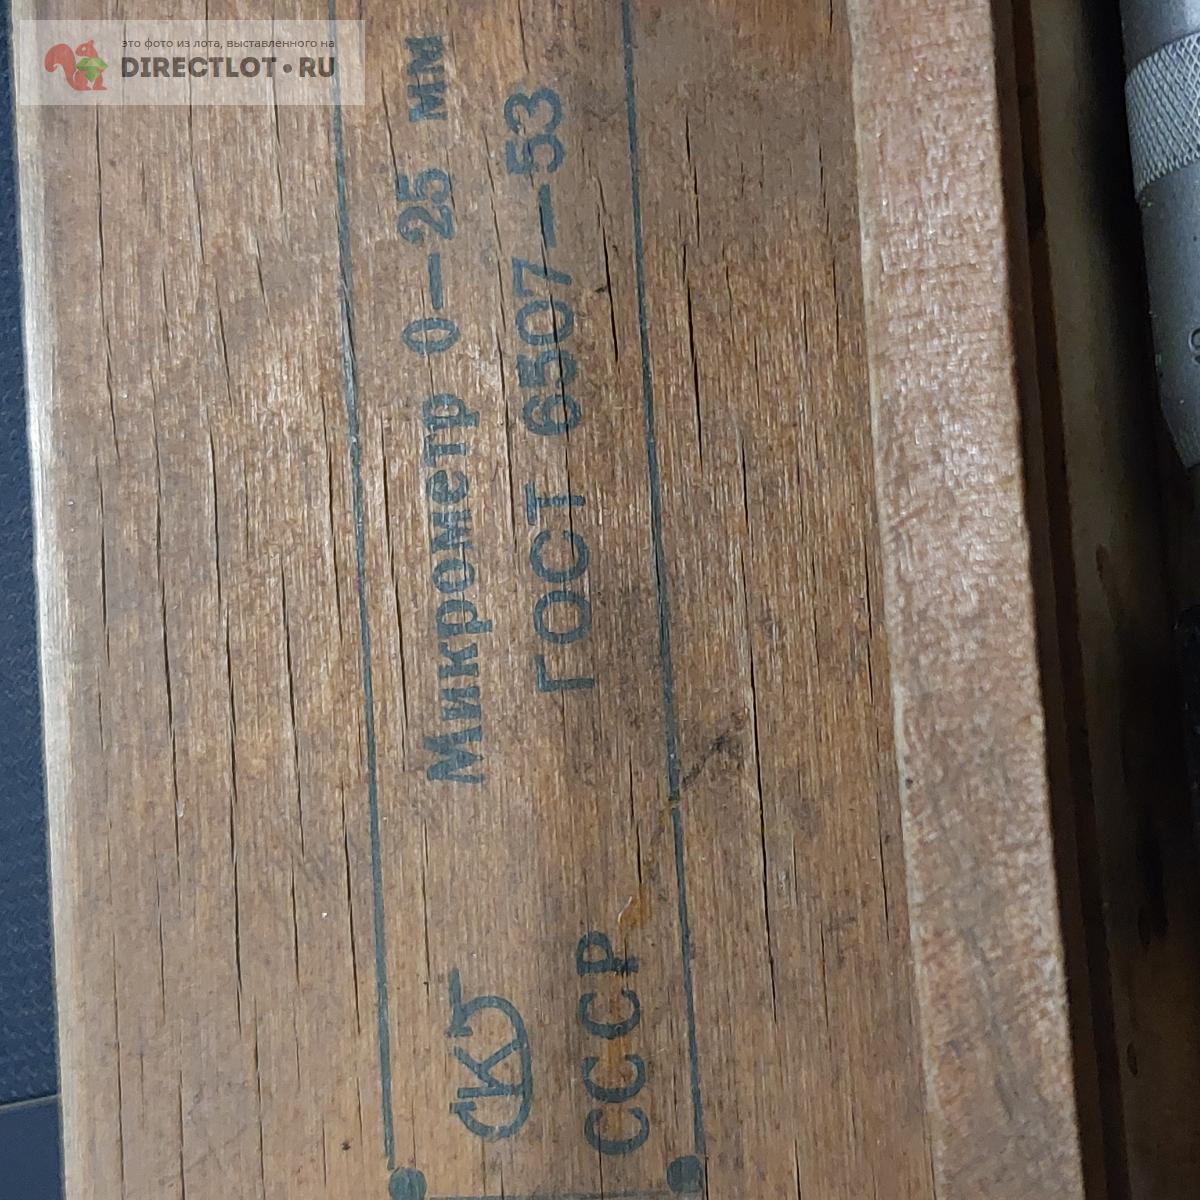 это фото из лота, выставленного на
DIRECTLOT•RU
Микрометр 0—25 мм
ГОСТ 6507—53
СССР